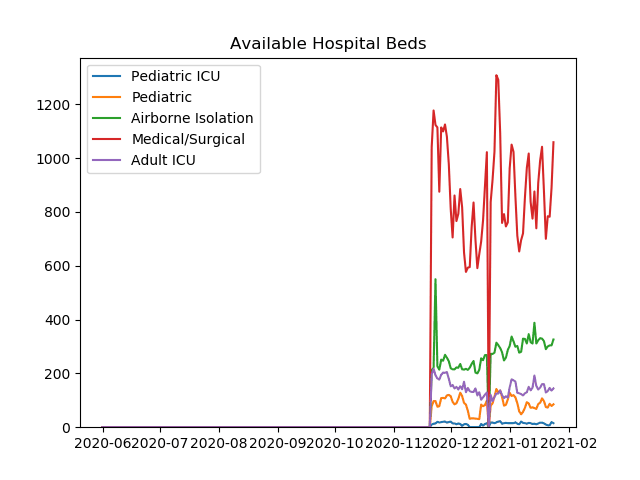 Available Hospital Beds
Pediatric ICU
Pediatric
Airborne Isolation
Medical/Surgical
Adult ICU
1200
1000
800
600
400
200
0
2020-06 2020-07 2020-08 2020-09 2020-10 2020-11 2020-12 2021-01 2021-02